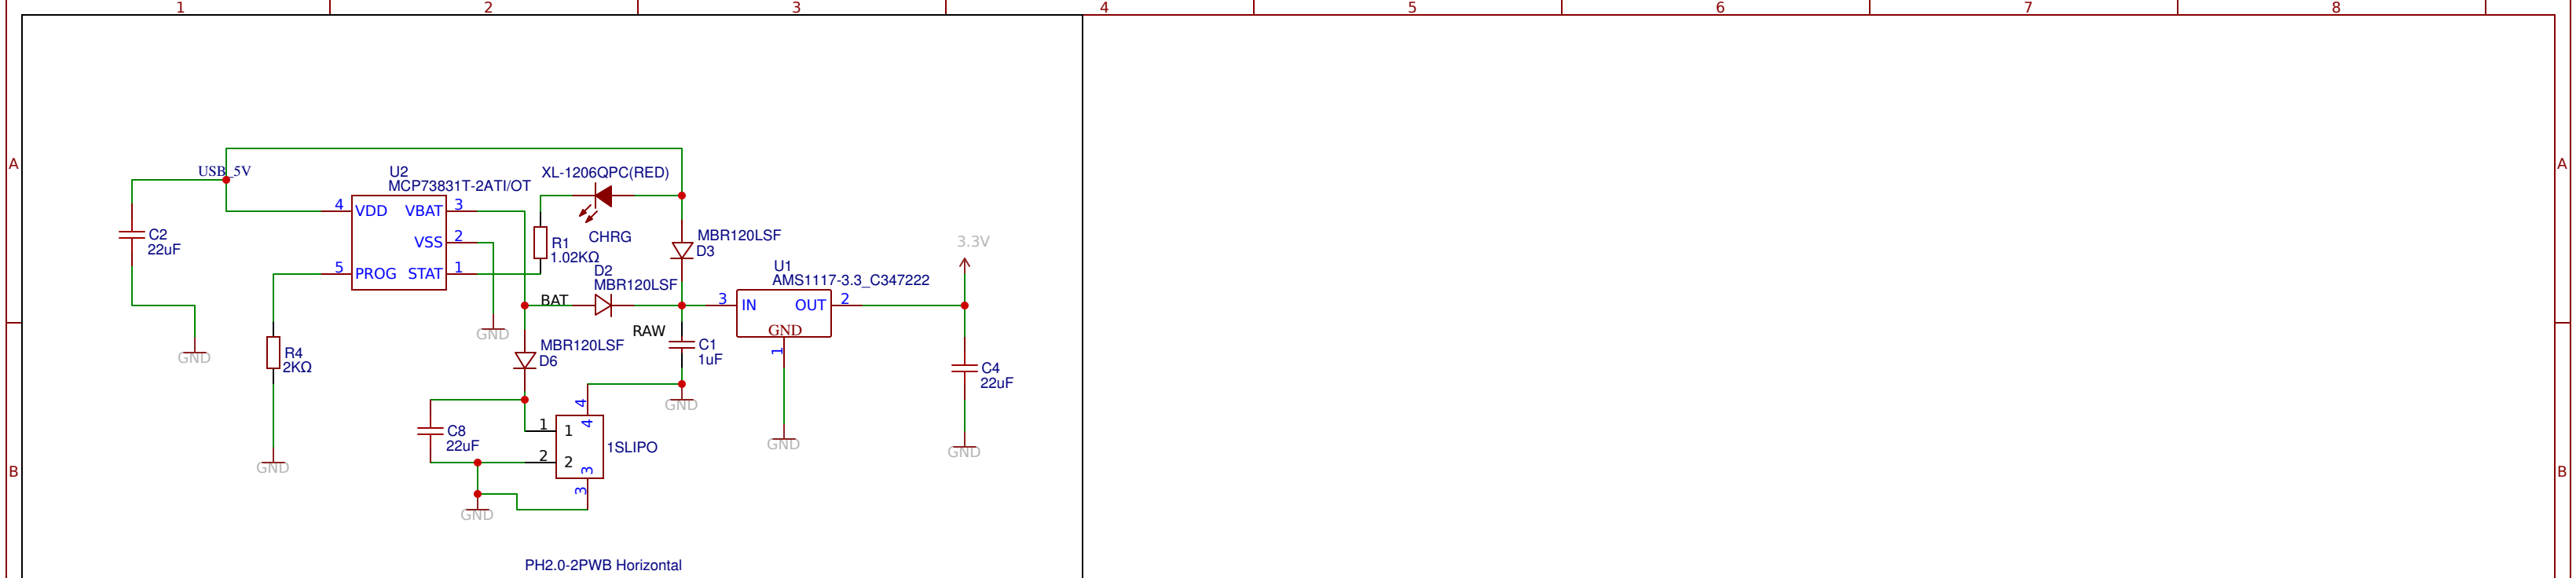 1 2 3 4 5 6 7 8
A A
USB_5V
U2
MCP73831T-2ATI/OT
XL-1206QPC(RED)
4 VDD VBAT 3
VSS 2
5 PROG STAT 1
C2
22uF
R1
1.02KΩ
CHRG
MBR120LSF
D3
D2
MBR120LSF
BAT
RAW
U1
AMS1117-3.3_C347222
3 IN OUT 2
GND
1
3.3V
GND
GND
R4
2KΩ
MBR120LSF
D6
C1
1uF
C4
22uF
GND
4
4
C8
22uF
1 1
2 2
3
3
1SLIPO
GND
GND
GND
GND
B B
PH2.0-2PWB Horizontal